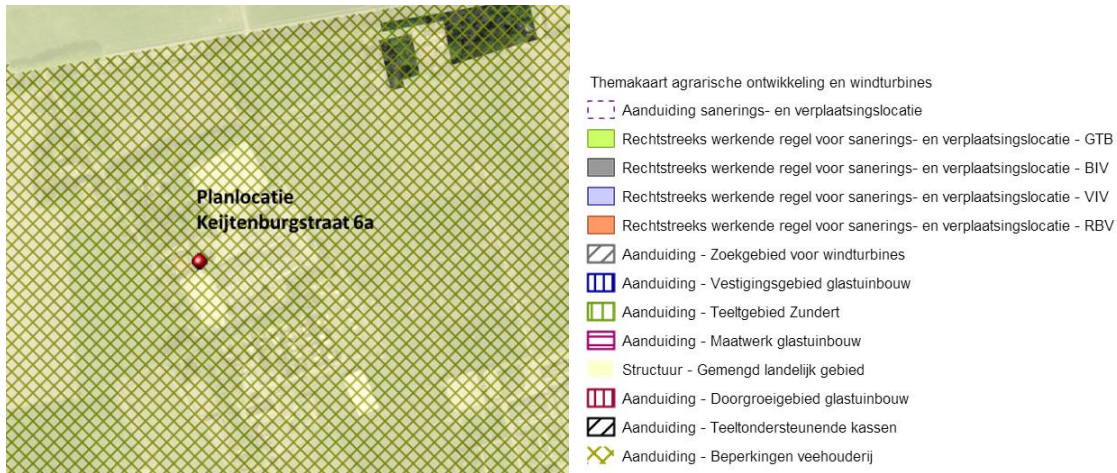 Planlocatie
Keijtenburgstraat 6a
Themakaart agrarische ontwikkeling en windturbines
Aanduiding sanerings- en verplaatsingslocatie
Rechtstreeks werkende regel voor sanerings- en verplaatsingslocatie - GTB
Rechtstreeks werkende regel voor sanerings- en verplaatsingslocatie - BIV
Rechtstreeks werkende regel voor sanerings- en verplaatsingslocatie - VIV
Rechtstreeks werkende regel voor sanerings- en verplaatsingslocatie - RBV
Aanduiding - Zoekgebied voor windturbines
Aanduiding - Vestigingsgebied glastuinbouw
Aanduiding - Teeltgebied Zundert
Aanduiding - Maatwerk glastuinbouw
Structuur - Gemengd landelijk gebied
Aanduiding - Doorgroeigebied glastuinbouw
Aanduiding - Teeltondersteunende kassen
Aanduiding - Beperkingen veehouderij